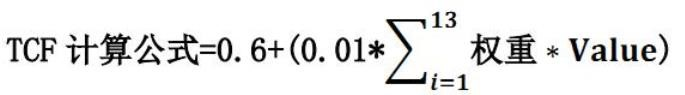 TCF 计算公式=0.6+(0.01*∑_{i=1}^{13} 权重 * Value)